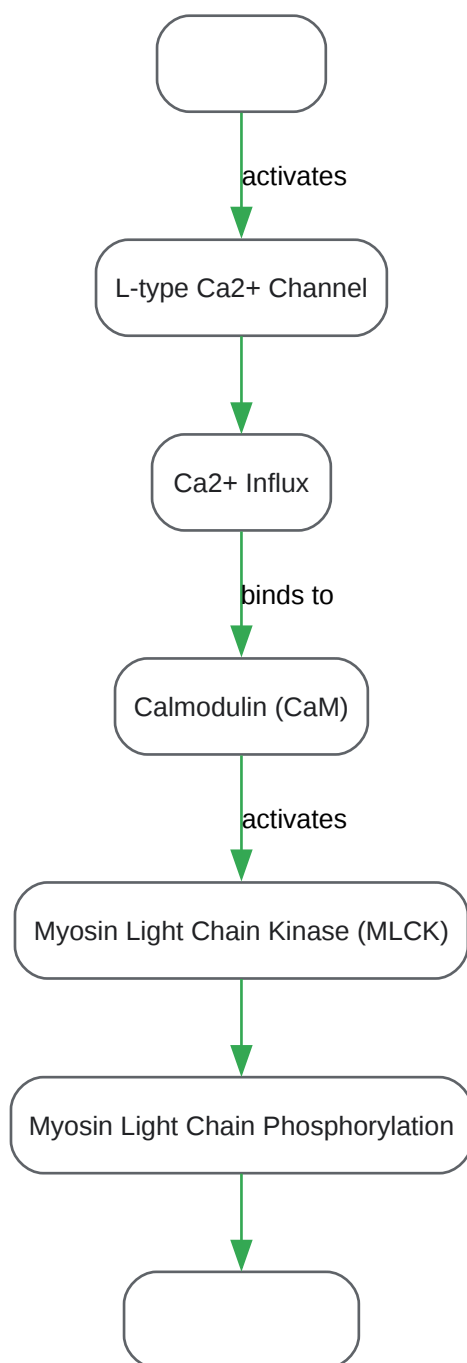 activates
L-type Ca2+ Channel
Ca2+ Influx
binds to
Calmodulin (CaM)
activates
Myosin Light Chain Kinase (MLCK)
Myosin Light Chain Phosphorylation